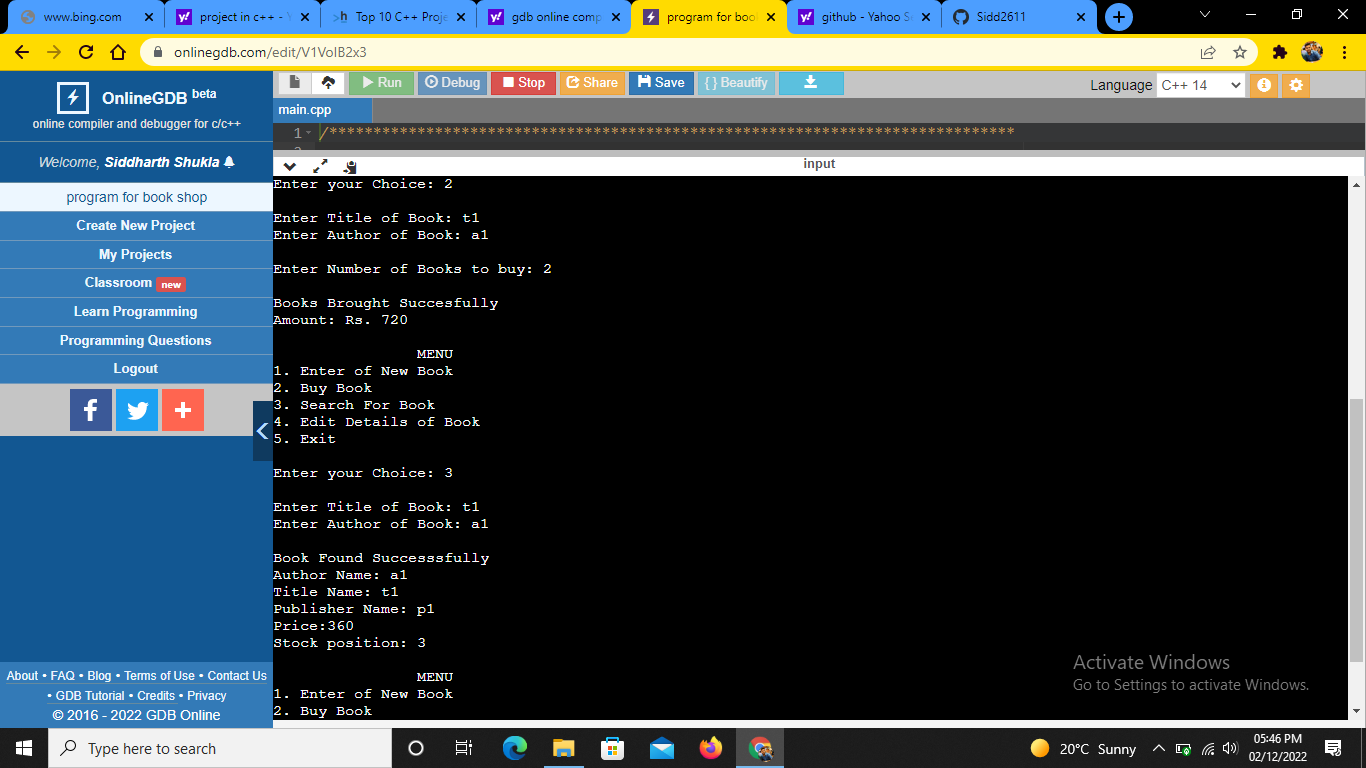 www.bing.com
project in c++ - Y
Top 10 C++ Proje
gdb online comp
program for boo
github - Yahoo Se
Sidd2611
onlinegdb.com/edit/V1VoIB2x3
OnlineGDB beta
online compiler and debugger for c/c++
Welcome, Siddharth Shukla
program for book shop
Create New Project
My Projects
Classroom new
Learn Programming
Programming Questions
Logout
About • FAQ • Blog • Terms of Use • Contact Us
• GDB Tutorial • Credits • Privacy
© 2016 - 2022 GDB Online
Run Debug Stop Share Save { } Beautify
Language C++ 14
main.cpp
1 /******************************************************************************
input
Enter your Choice: 2
Enter Title of Book: t1
Enter Author of Book: a1
Enter Number of Books to buy: 2
Books Brought Succesfully
Amount: Rs. 720
MENU
1. Enter of New Book
2. Buy Book
3. Search For Book
4. Edit Details of Book
5. Exit
Enter your Choice: 3
Enter Title of Book: t1
Enter Author of Book: a1
Book Found Successsfully
Author Name: a1
Title Name: t1
Publisher Name: p1
Price:360
Stock position: 3
MENU
1. Enter of New Book
2. Buy Book
Activate Windows
Go to Settings to activate Windows.
Type here to search
20°C Sunny
05:46 PM
02/12/2022